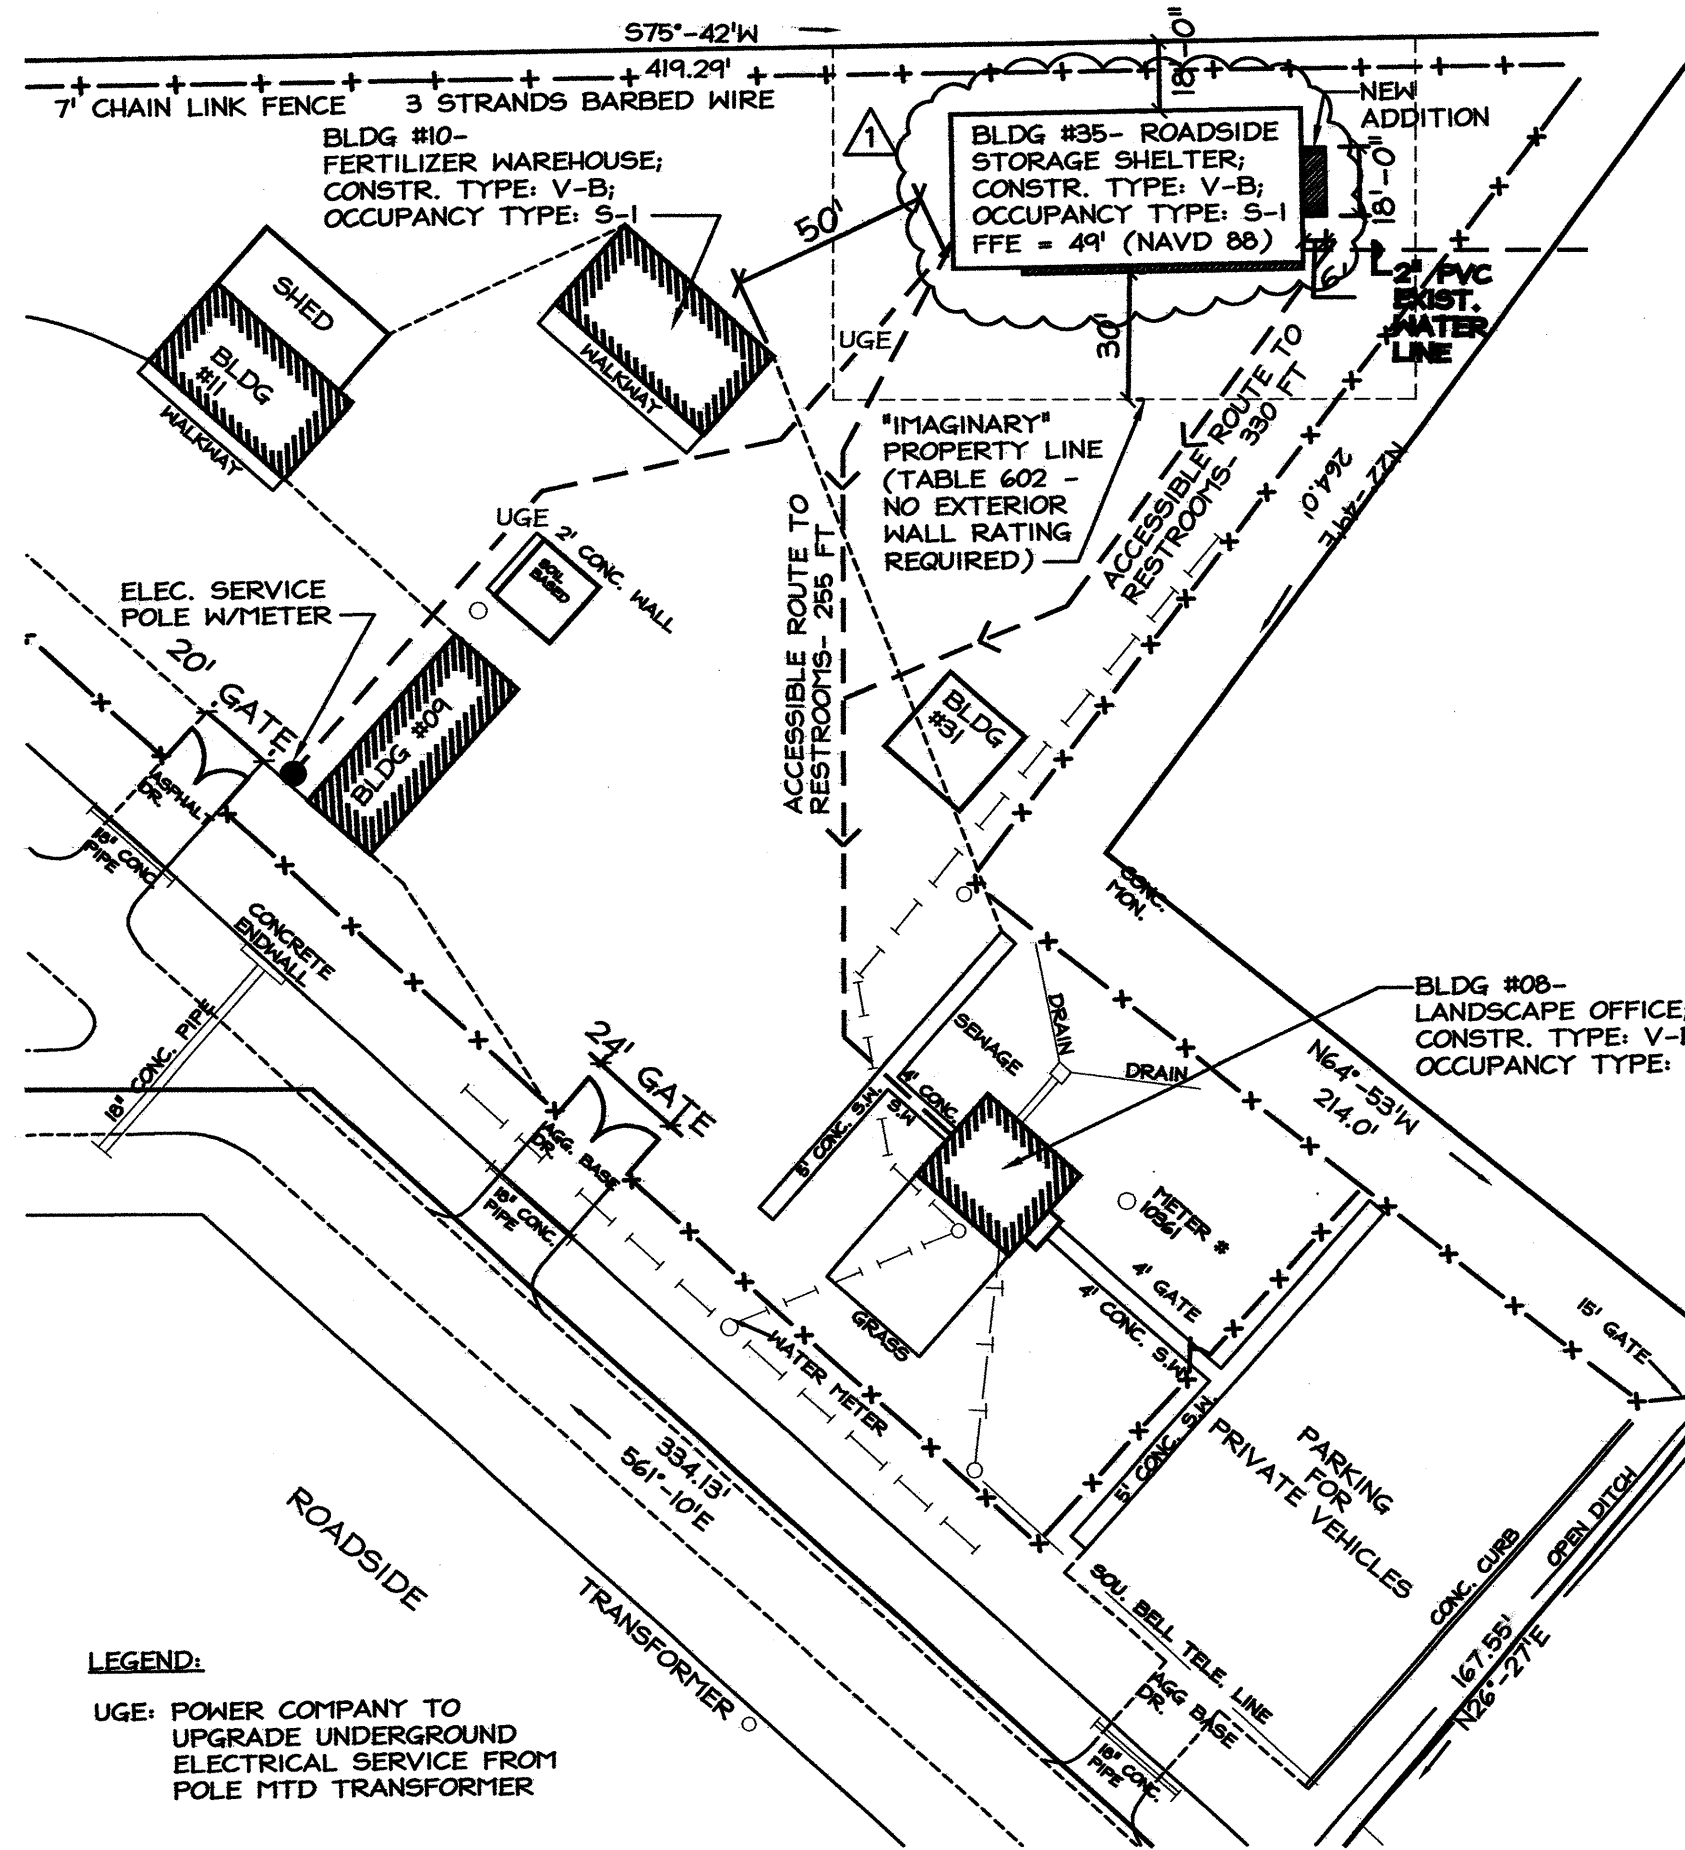 S75°-42'W
419.29'
7' CHAIN LINK FENCE
3 STRANDS BARBED WIRE
BLDG #10-
FERTILIZER WAREHOUSE;
CONSTR. TYPE: V-B;
OCCUPANCY TYPE: S-1
1
BLDG #35- ROADSIDE
STORAGE SHELTER;
CONSTR. TYPE: V-B;
OCCUPANCY TYPE: S-1
FFE = 49' (NAVD 88)
18'-0"
NEW
ADDITION
18'-0"
50'
6'
30'
2" PVC
EXIST.
WATER
LINE
SHED
BLDG
#11
WALKWAY
WALKWAY
UGE
"IMAGINARY"
PROPERTY LINE
(TABLE 602 -
NO EXTERIOR
WALL RATING
REQUIRED)
ACCESSIBLE ROUTE TO
RESTROOMS- 330 FT
264.0'
N22°-49'E
UGE
2' CONC. WALL
ACCESSIBLE ROUTE TO
RESTROOMS- 255 FT
ELEC. SERVICE
POLE W/METER
20' GATE
BLDG #09
BLDG
#31
ASPHALT
DR.
18" CONC.
PIPE
CONC.
MON.
CONCRETE
ENDWALL
18" CONC. PIPE
24' GATE
SEWAGE
DRAIN
DRAIN
BLDG #08-
LANDSCAPE OFFICE;
CONSTR. TYPE: V-
OCCUPANCY TYPE:
N64°-53'W
214.0'
4' CONC.
S.W.
5' CONC. S.W.
AGG. BASE
DR.
18" CONC.
PIPE
METER #
10361
4' GATE
4' CONC. S.W.
GRASS
WATER METER
15' GATE
5' CONC. S.W.
PARKING
FOR
PRIVATE VEHICLES
334.13'
561°-10'E
ROADSIDE
TRANSFORMER
CONC. CURB
OPEN DITCH
SOU. BELL TELE. LINE
167.55'
N26°-27'E
AGG BASE
DR.
18" CONC.
PIPE
LEGEND:
UGE: POWER COMPANY TO
UPGRADE UNDERGROUND
ELECTRICAL SERVICE FROM
POLE MTD TRANSFORMER